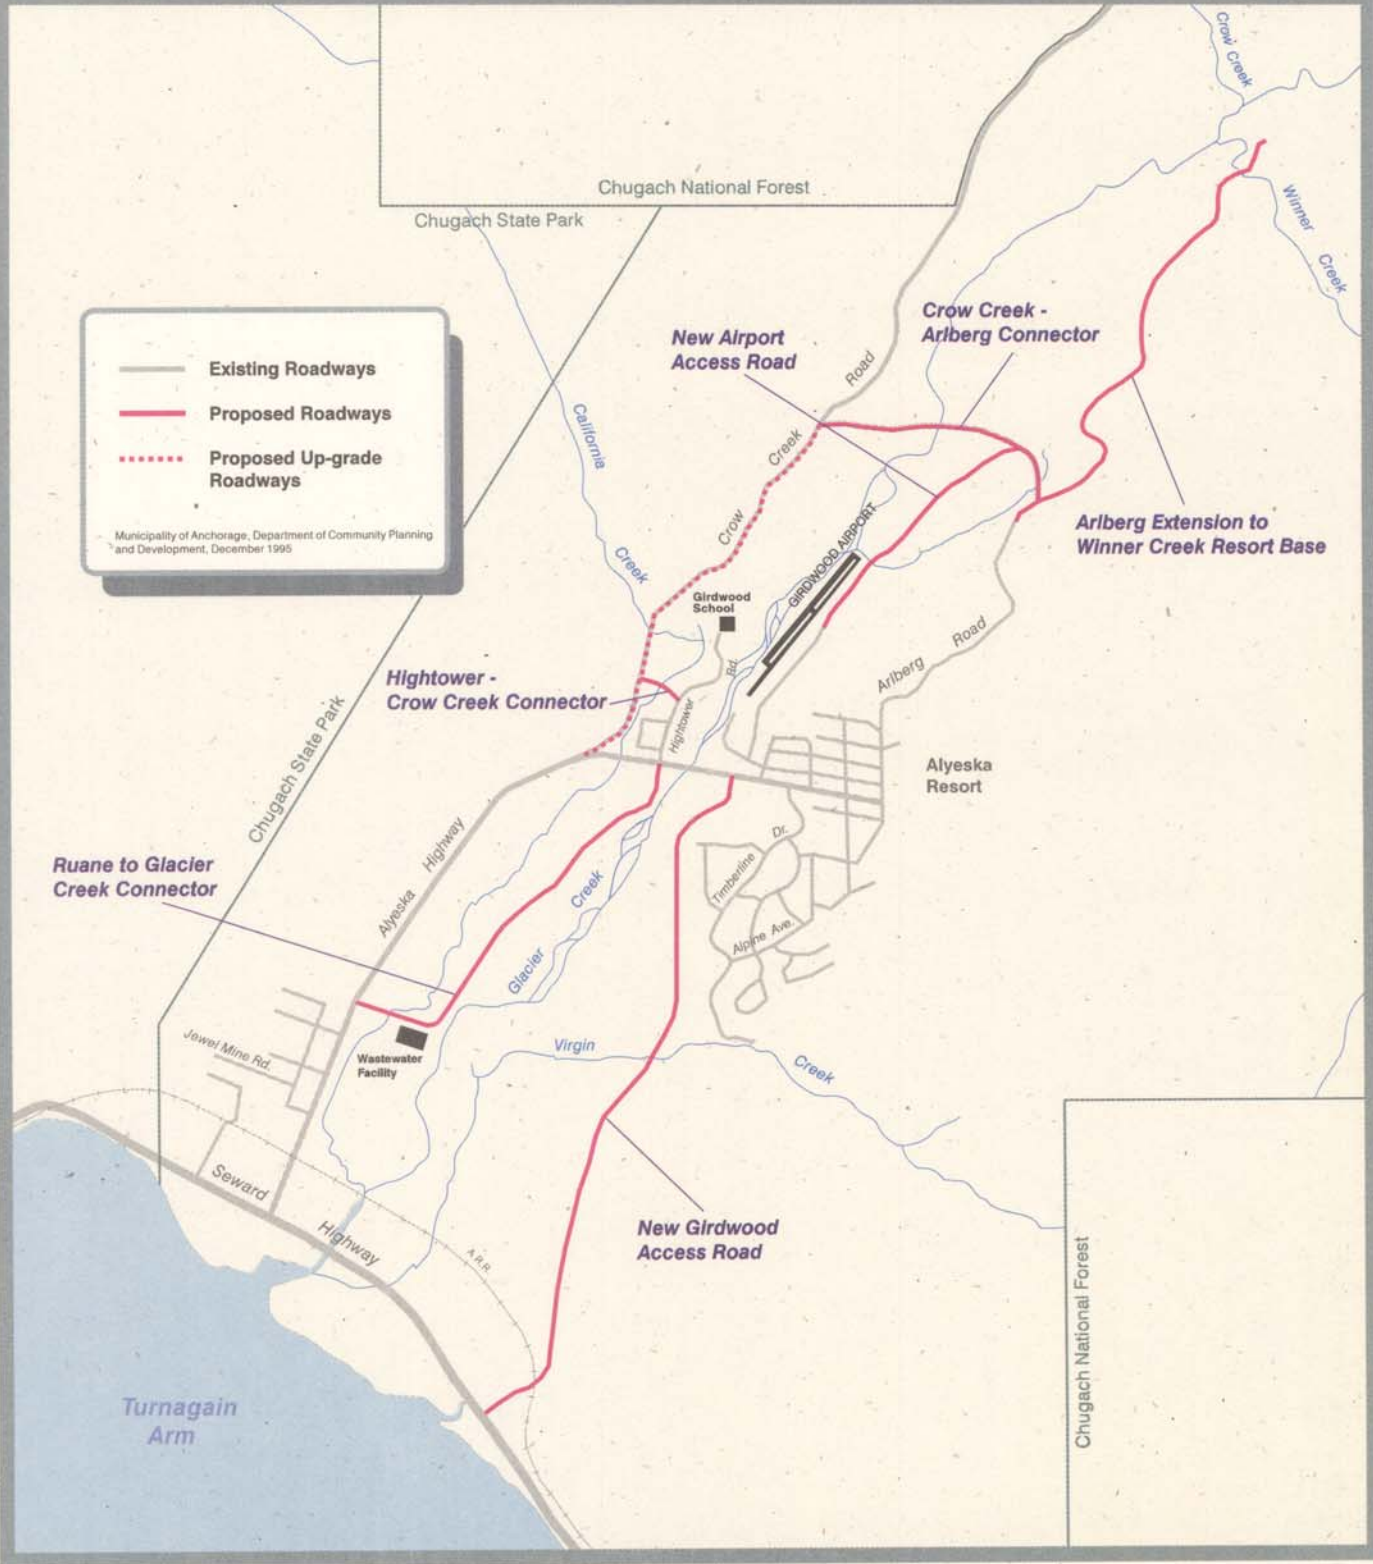 Crow Creek
Chugach National Forest
Chugach State Park
Winner
Creek
Crow Creek -
Arlberg Connector
New Airport
Access Road
Road
Existing Roadways
Proposed Roadways
Proposed Up-grade
Roadways
Municipality of Anchorage, Department of Community Planning
and Development, December 1995
California
Creek
Creek
Crow
GIRDWOOD AIRPORT
Arlberg Extension to
Winner Creek Resort Base
Girdwood
School
Road
Arlberg
Rd.
Hightower
Hightower -
Crow Creek Connector
Chugach State Park
Alyeska
Resort
Highway
Alyeska
Dr.
Timberline
Alpine Ave.
Ruane to Glacier
Creek Connector
Creek
Glacier
Jewel Mine Rd.
Wastewater
Facility
Virgin
Creek
Seward
Highway
A.R.R.
New Girdwood
Access Road
Chugach National Forest
Turnagain
Arm